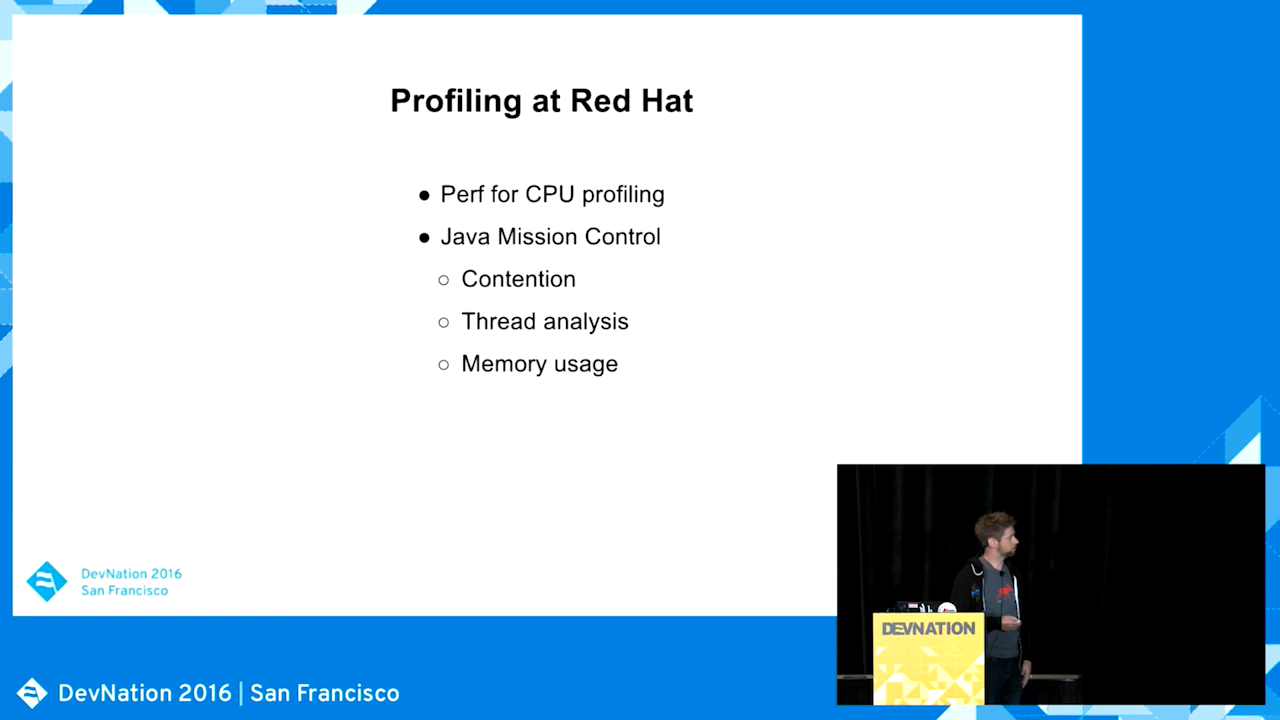 Profiling at Red Hat
● Perf for CPU profiling
● Java Mission Control
○ Contention
○ Thread analysis
○ Memory usage
DevNation 2016
San Francisco
DEVNATION
DevNation 2016 | San Francisco